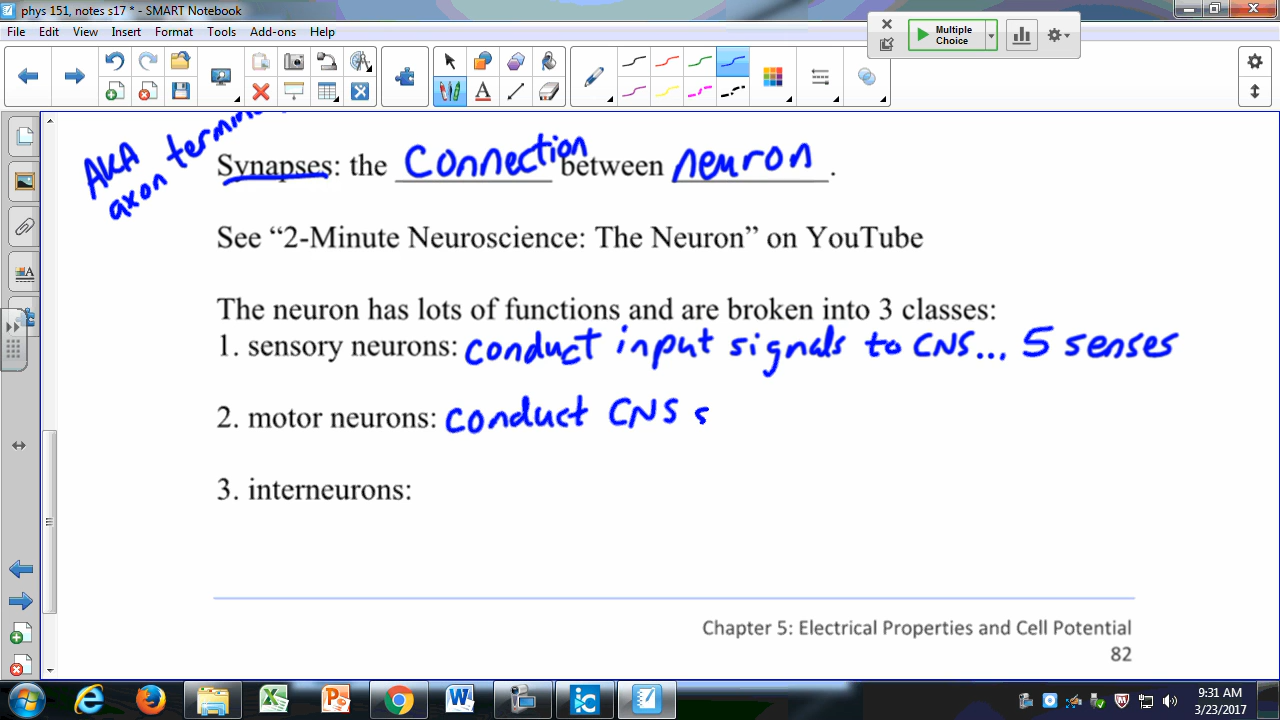 phys 151, notes s17 * - SMART Notebook
File Edit View Insert Format Tools Add-ons Help
Multiple
Choice
AKA
axon
Synapses: the Connection between neuron.
See “2-Minute Neuroscience: The Neuron” on YouTube
The neuron has lots of functions and are broken into 3 classes:
1. sensory neurons: conduct input signals to CNS... 5 senses
2. motor neurons: conduct CNS s
3. interneurons:
Chapter 5: Electrical Properties and Cell Potential
82
9:31 AM
3/23/2017